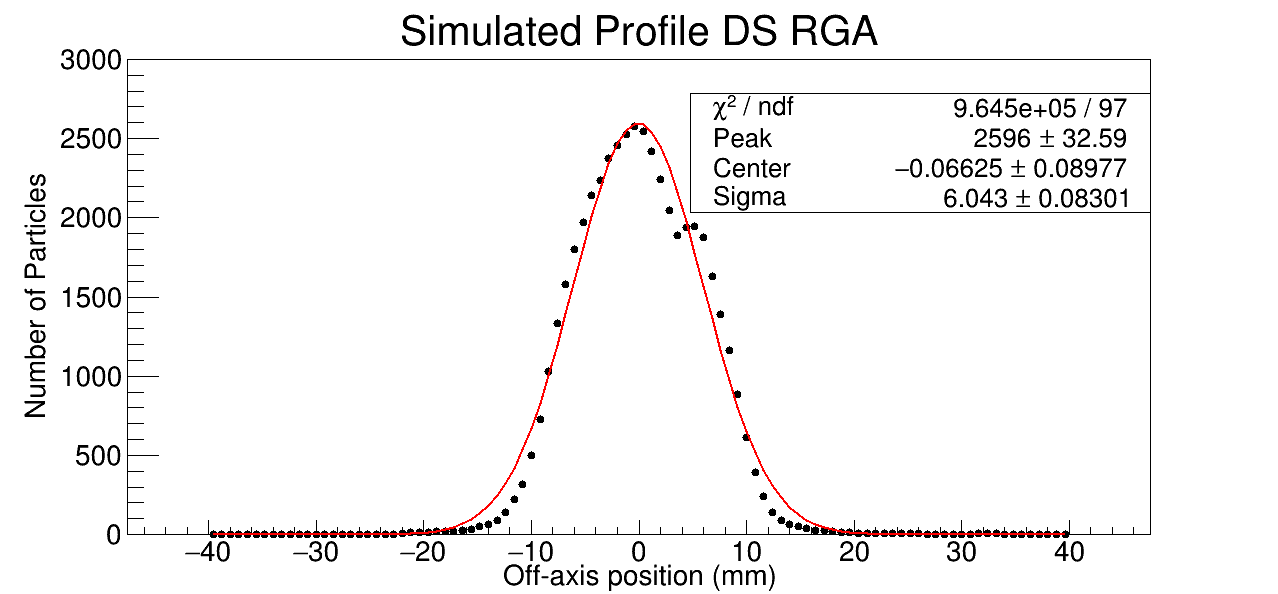 Simulated Profile DS RGA
3000
2500
2000
1500
1000
500
0
Number of Particles
χ² / ndf 9.645e+05 / 97
Peak 2596 ± 32.59
Center −0.06625 ± 0.08977
Sigma 6.043 ± 0.08301
−40 −30 −20 −10 0 10 20 30 40
Off-axis position (mm)